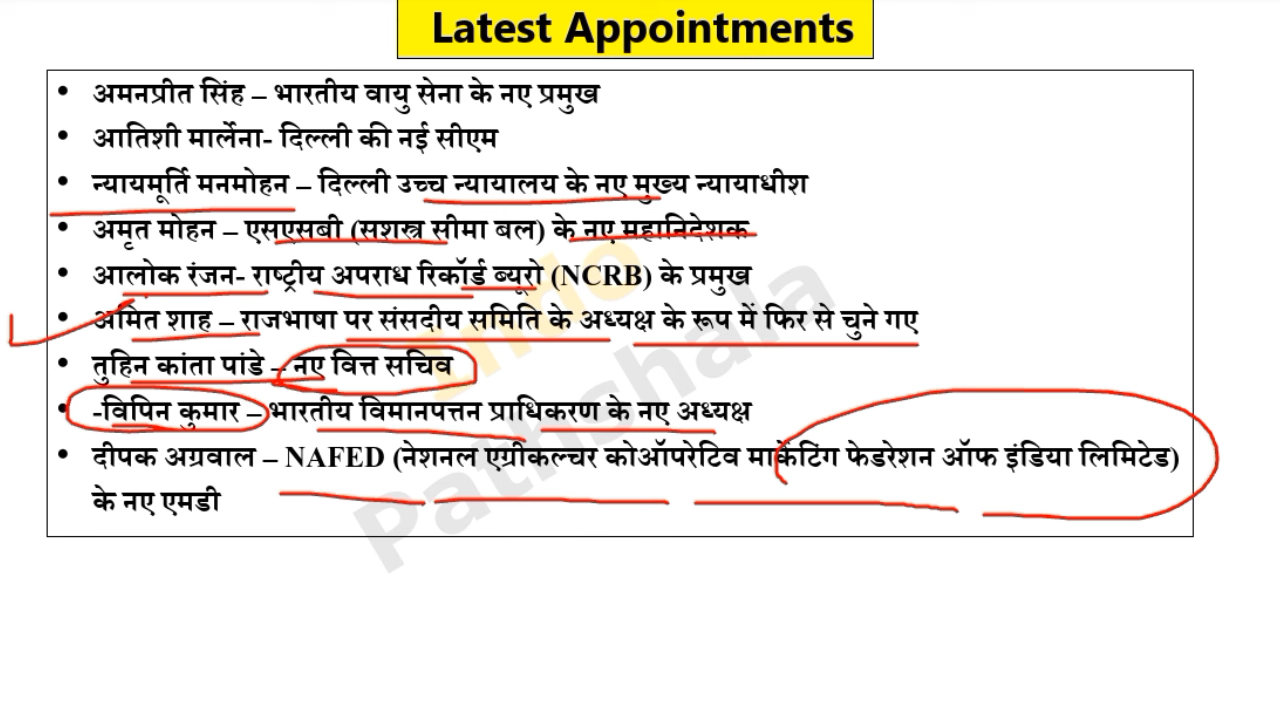 Latest Appointments
• अमनप्रीत सिंह – भारतीय वायु सेना के नए प्रमुख
• आतिशी मार्लेना- दिल्ली की नई सीएम
• न्यायमूर्ति मनमोहन – दिल्ली उच्च न्यायालय के नए मुख्य न्यायाधीश
• अमृत मोहन – एसएसबी (सशस्त्र सीमा बल) के नए महानिदेशक
• आलोक रंजन- राष्ट्रीय अपराध रिकॉर्ड ब्यूरो (NCRB) के प्रमुख
• अमित शाह – राजभाषा पर संसदीय समिति के अध्यक्ष के रूप में फिर से चुने गए
• तुहिन कांता पांडे – नए वित्त सचिव
• -विपिन कुमार – भारतीय विमानपत्तन प्राधिकरण के नए अध्यक्ष
• दीपक अग्रवाल – NAFED (नेशनल एग्रीकल्चर कोऑपरेटिव मार्केटिंग फेडरेशन ऑफ इंडिया लिमिटेड)
के नए एमडी
Indo
Pathshala